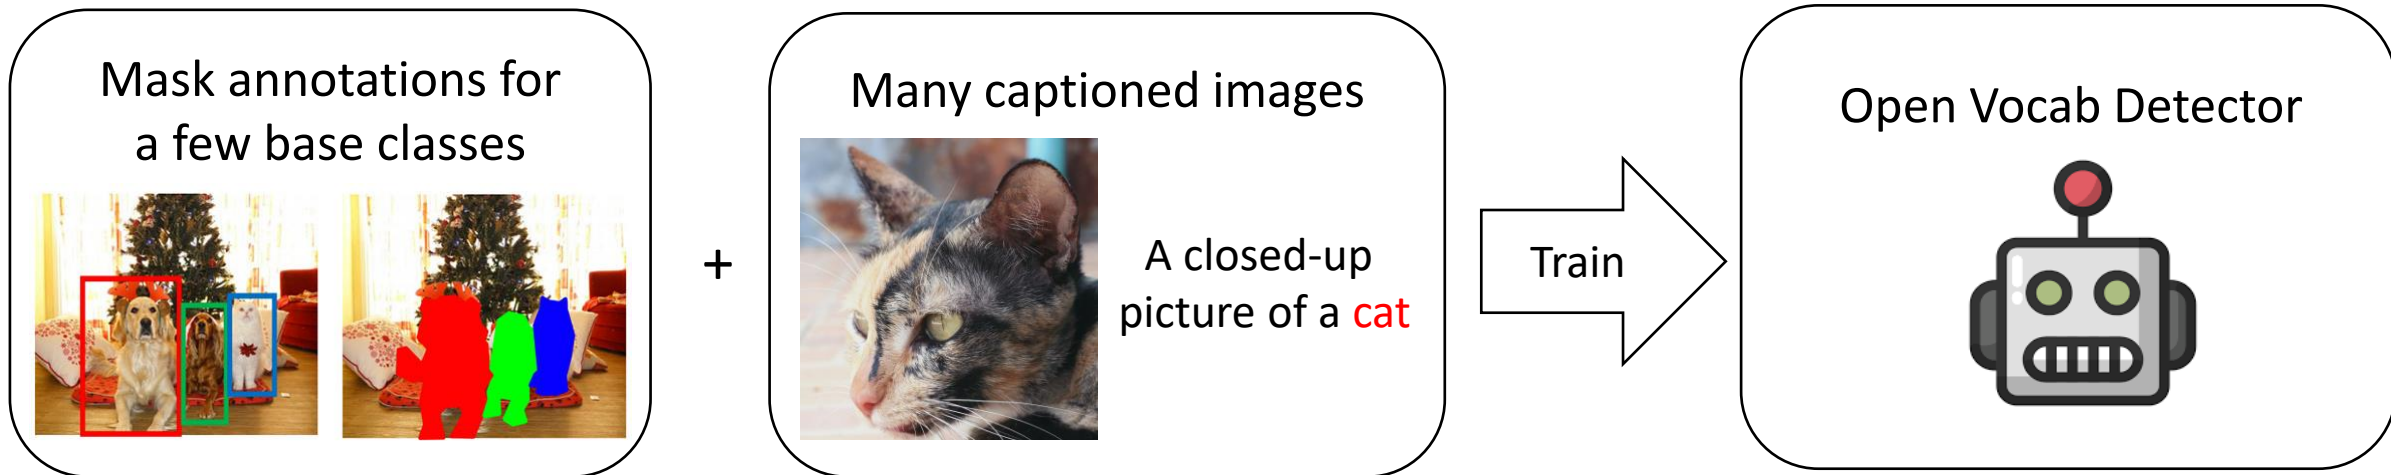 Mask annotations for
a few base classes
+
Many captioned images
A closed-up
picture of a cat
Train
Open Vocab Detector